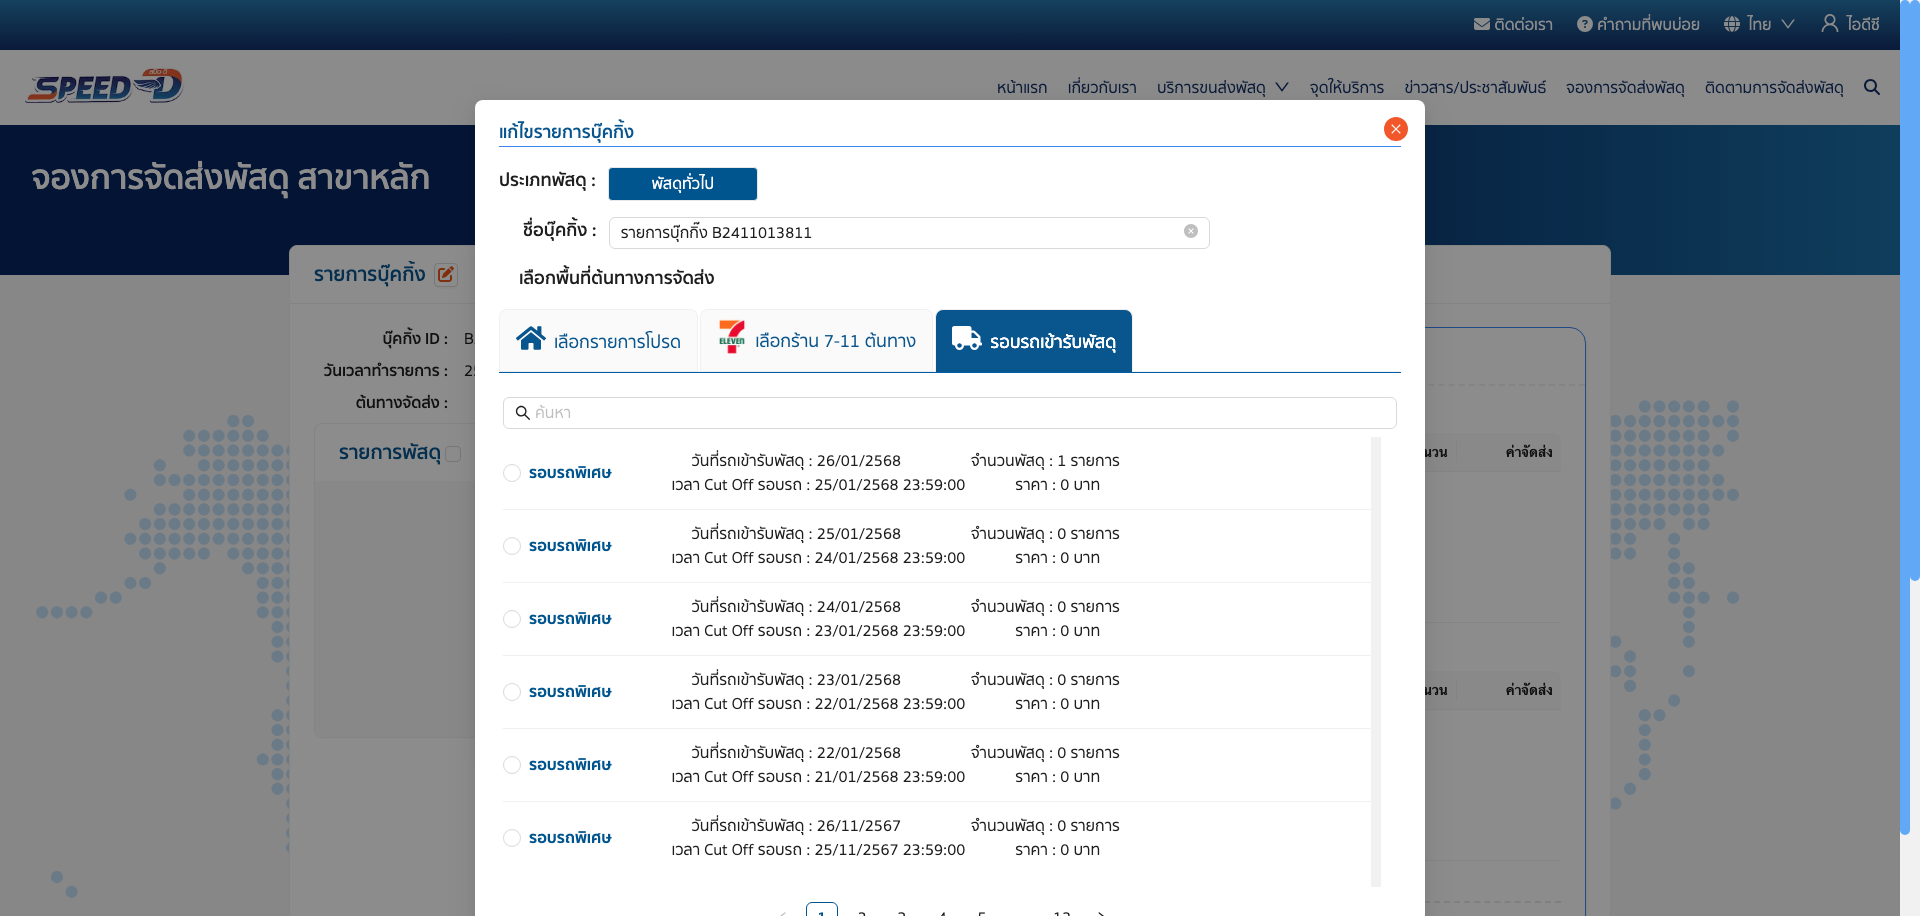 ติดต่อเรา คำถามที่พบบ่อย ไทย ไอดีซี
สปีด-ดี
SPEED-D
หน้าแรก เกี่ยวกับเรา บริการขนส่งพัสดุ จุดให้บริการ ข่าวสาร/ประชาสัมพันธ์ จองการจัดส่งพัสดุ ติดตามการจัดส่งพัสดุ
จองการจัดส่งพัสดุ สาขาหลัก
รายการบุ๊คกิ้ง
บุ๊คกิ้ง ID : B
วันเวลาทำรายการ : 25
ต้นทางจัดส่ง :
รายการพัสดุ
แก้ไขรายการบุ๊คกิ้ง
ประเภทพัสดุ : พัสดุทั่วไป
ชื่อบุ๊คกิ้ง : รายการบุ๊กกิ๊ง B2411013811
เลือกพื้นที่ต้นทางการจัดส่ง
เลือกรายการโปรด ELEVEN เลือกร้าน 7-11 ต้นทาง รอบรถเข้ารับพัสดุ
ค้นหา
รอบรถพิเศษ
วันที่รถเข้ารับพัสดุ : 26/01/2568 จำนวนพัสดุ : 1 รายการ
เวลา Cut Off รอบรถ : 25/01/2568 23:59:00 ราคา : 0 บาท
รอบรถพิเศษ
วันที่รถเข้ารับพัสดุ : 25/01/2568 จำนวนพัสดุ : 0 รายการ
เวลา Cut Off รอบรถ : 24/01/2568 23:59:00 ราคา : 0 บาท
รอบรถพิเศษ
วันที่รถเข้ารับพัสดุ : 24/01/2568 จำนวนพัสดุ : 0 รายการ
เวลา Cut Off รอบรถ : 23/01/2568 23:59:00 ราคา : 0 บาท
รอบรถพิเศษ
วันที่รถเข้ารับพัสดุ : 23/01/2568 จำนวนพัสดุ : 0 รายการ
เวลา Cut Off รอบรถ : 22/01/2568 23:59:00 ราคา : 0 บาท
รอบรถพิเศษ
วันที่รถเข้ารับพัสดุ : 22/01/2568 จำนวนพัสดุ : 0 รายการ
เวลา Cut Off รอบรถ : 21/01/2568 23:59:00 ราคา : 0 บาท
รอบรถพิเศษ
วันที่รถเข้ารับพัสดุ : 26/11/2567 จำนวนพัสดุ : 0 รายการ
เวลา Cut Off รอบรถ : 25/11/2567 23:59:00 ราคา : 0 บาท
1 2 3 4 5
นวน ค่าจัดส่ง
นวน ค่าจัดส่ง